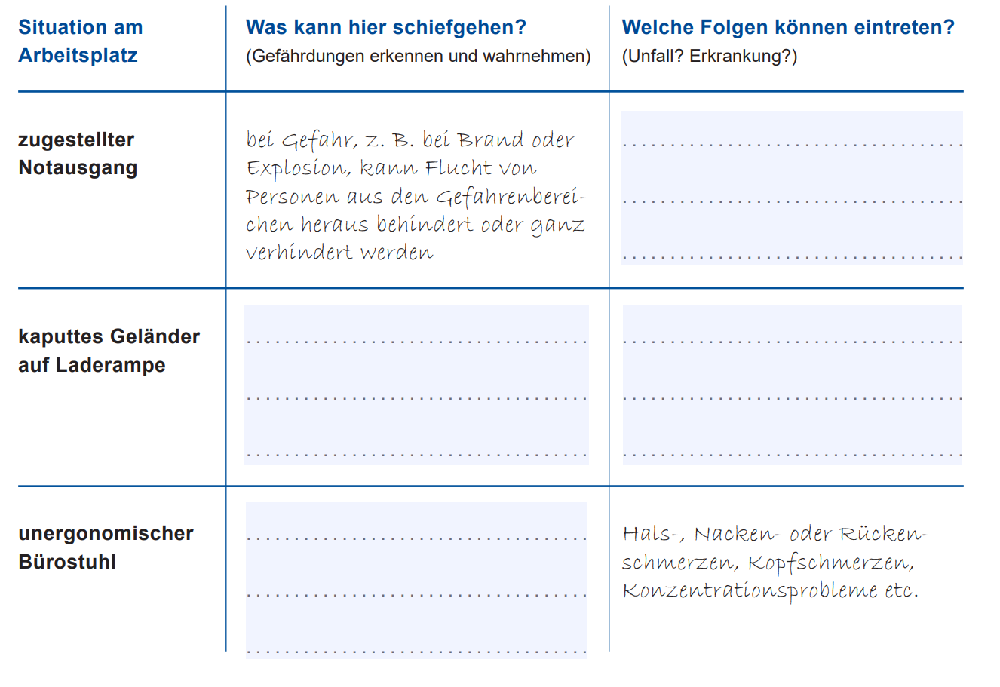 Situation am
Arbeitsplatz
Was kann hier schiefgehen?
(Gefährdungen erkennen und wahrnehmen)
Welche Folgen können eintreten?
(Unfall? Erkrankung?)
zugestellter
Notausgang
bei Gefahr, z. B. bei Brand oder
Explosion, kann Flucht von
Personen aus den Gefahrenberei-
chen heraus behindert oder ganz
verhindert werden
kaputtes Geländer
auf Laderampe
unergonomischer
Bürostuhl
Hals-, Nacken- oder Rücken-
schmerzen, Kopfschmerzen,
Konzentrationsprobleme etc.